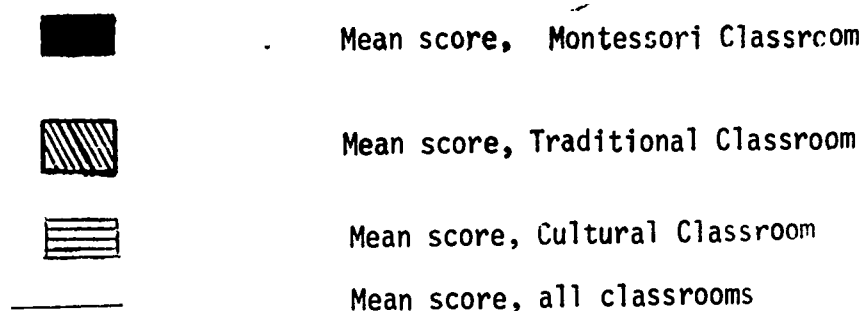 Mean score, Montessori Classroom
Mean score, Traditional Classroom
Mean score, Cultural Classroom
Mean score, all classrooms